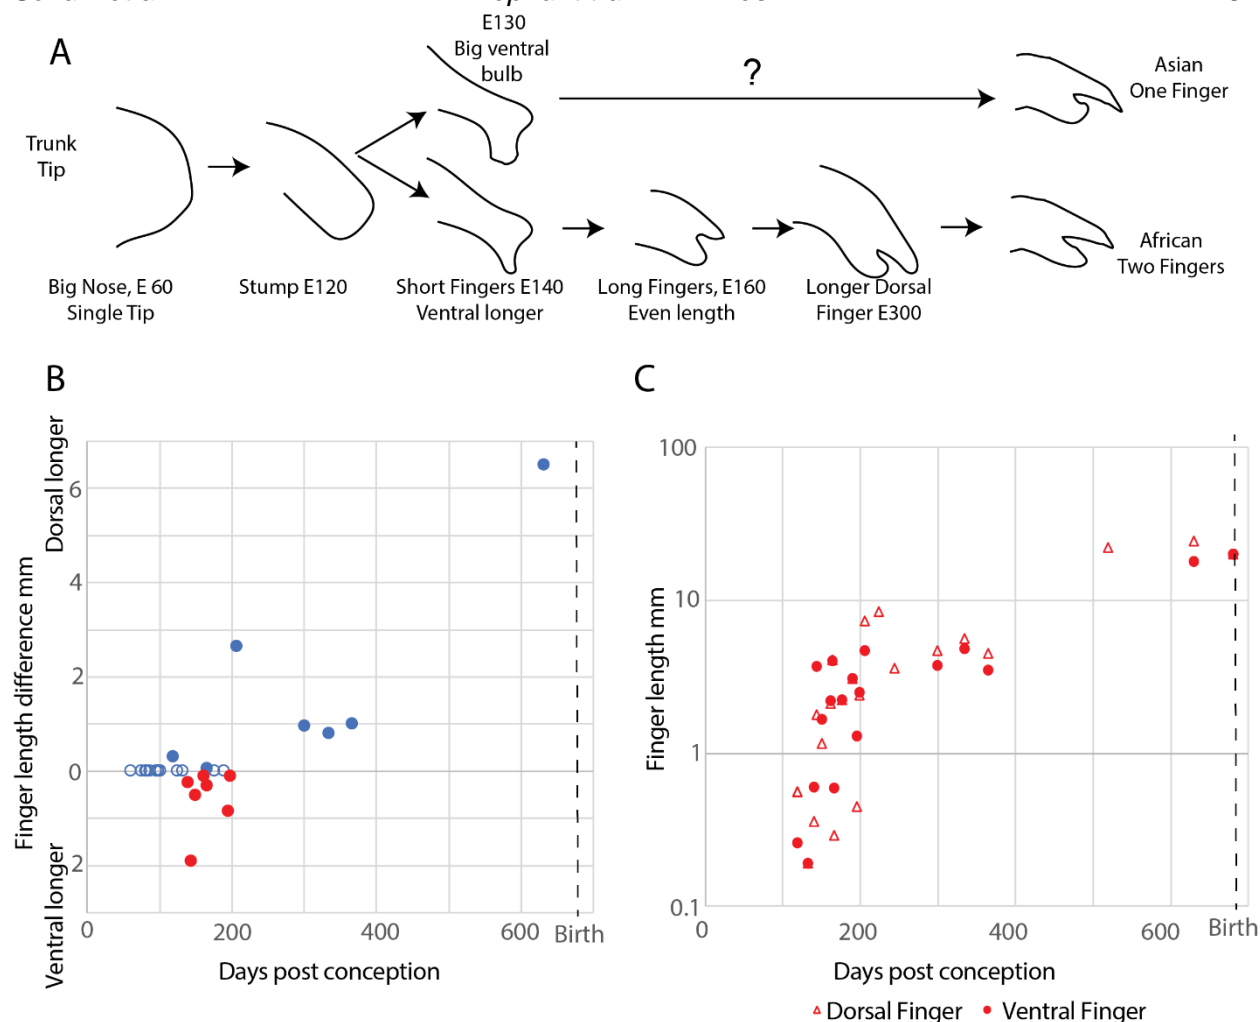 A
E130
Big ventral
bulb
?
Asian
One Finger
Trunk
Tip
African
Two Fingers
Big Nose, E 60
Single Tip
Stump E120
Short Fingers E140
Ventral longer
Long Fingers, E160
Even length
Longer Dorsal
Finger E300
B
Dorsal longer
Finger length difference mm
Ventral longer
6
4
2
0
2
0
200
400
600
Birth
Days post conception
C
Finger length mm
100
10
1
0.1
0
200
400
600
Birth
Days post conception
Dorsal Finger
Ventral Finger